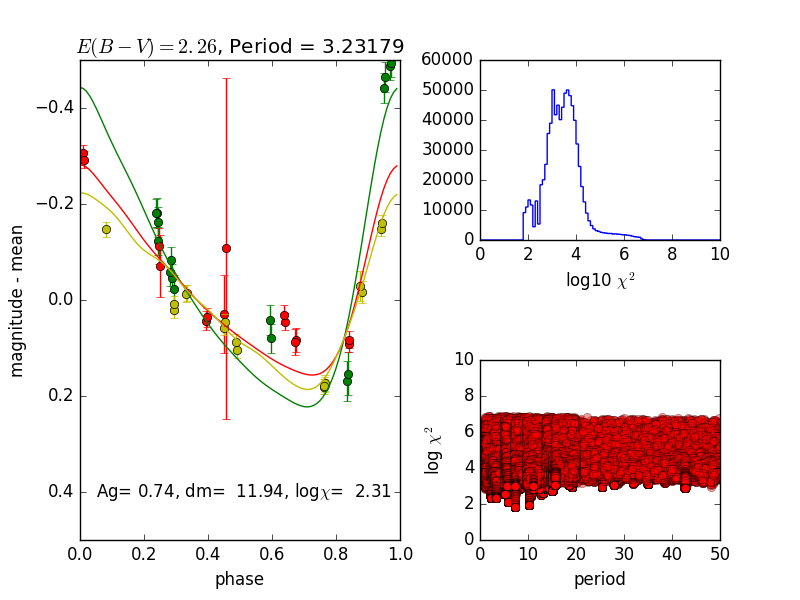 E(B−V)=2.26, Period = 3.23179
magnitude - mean
−0.4
−0.2
0.0
0.2
0.4
Ag= 0.74, dm= 11.94, logχ= 2.31
0.0 0.2 0.4 0.6 0.8 1.0
phase
60000
50000
40000
30000
20000
10000
0
0 2 4 6 8 10
log10 χ²
log χ²
10
8
6
4
2
0
0 10 20 30 40 50
period